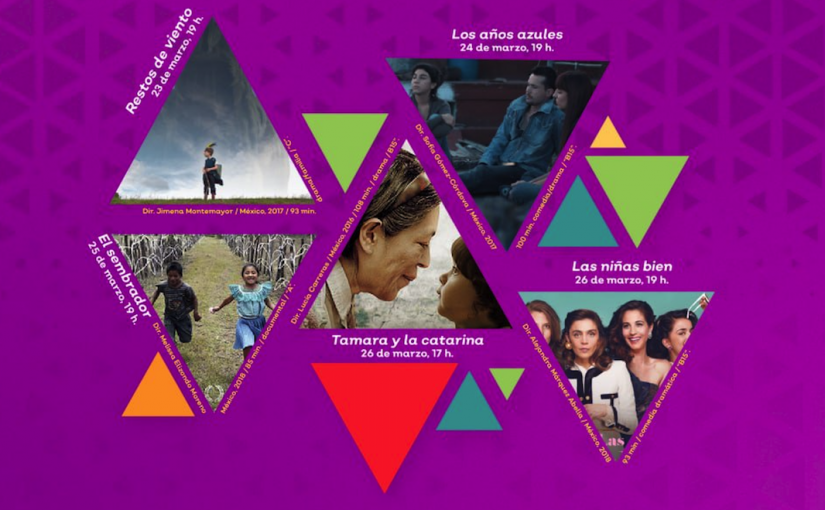 Restos de viento
23 de marzo, 19 h.
Dir. Jimena Montemayor / México, 2017 / 93 min.
drama/familia / "C".
Los años azules
24 de marzo, 19 h.
Dir. Sofía Gómez-Córdova / México, 2017
100 min. comedia/drama / "B15".
El sembrador
25 de marzo, 19 h.
Dir. Melissa Elizondo Moreno
México, 2018 / 85 min / documental / "A".
Dir. Lucía Carreras / México, 2016 / 108 min / drama / "B15".
Tamara y la catarina
26 de marzo, 17 h.
Las niñas bien
26 de marzo, 19 h.
Dir. Alejandra Márquez Abella / México, 2018
93 min / comedia dramática / "B15".
as